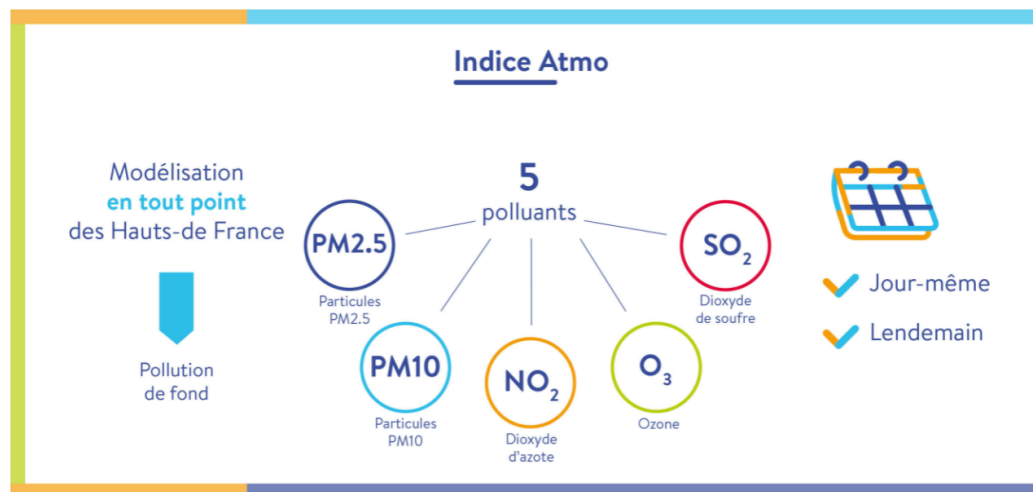 Indice Atmo
Modélisation
en tout point
des Hauts-de France
Pollution
de fond
5
polluants
PM2.5
Particules
PM2.5
PM10
Particules
PM10
NO₂
Dioxyde
d'azote
O₃
Ozone
SO₂
Dioxyde
de soufre
Jour-même
Lendemain